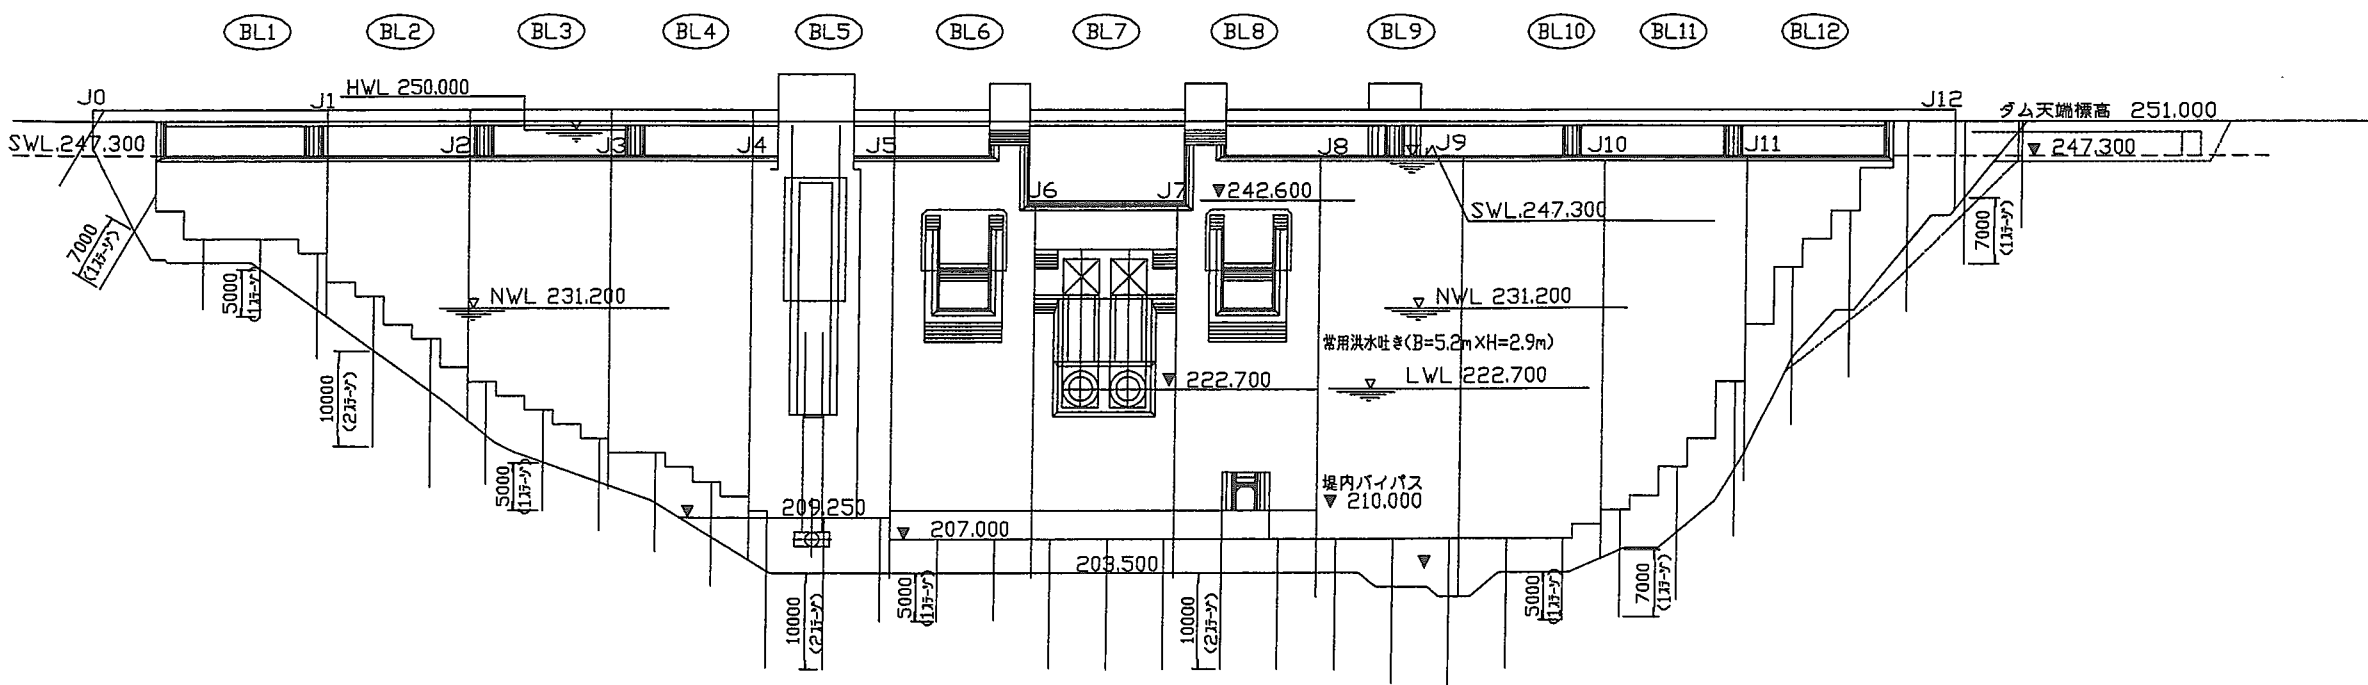 BL1 BL2 BL3 BL4 BL5 BL6 BL7 BL8 BL9 BL10 BL11 BL12
HWL 250.000
J0
J1
J12
ダム天端標高 251.000
SWL.247.300
J2
J3
J4
J5
J8
J9
J10
J11
247.300
J6
J7
242.600
SWL.247.300
7000
(1ステージ)
7000
(1ステージ)
5000
(1ステージ)
NWL 231.200
NWL 231.200
常用洪水吐き(B=5.2m×H=2.9m)
10000
(2ステージ)
222.700
LWL 222.700
5000
(1ステージ)
堤内バイパス
210.000
209.250
207.000
203.500
10000
(2ステージ)
5000
(1ステージ)
10000
(2ステージ)
5000
(1ステージ)
7000
(1ステージ)